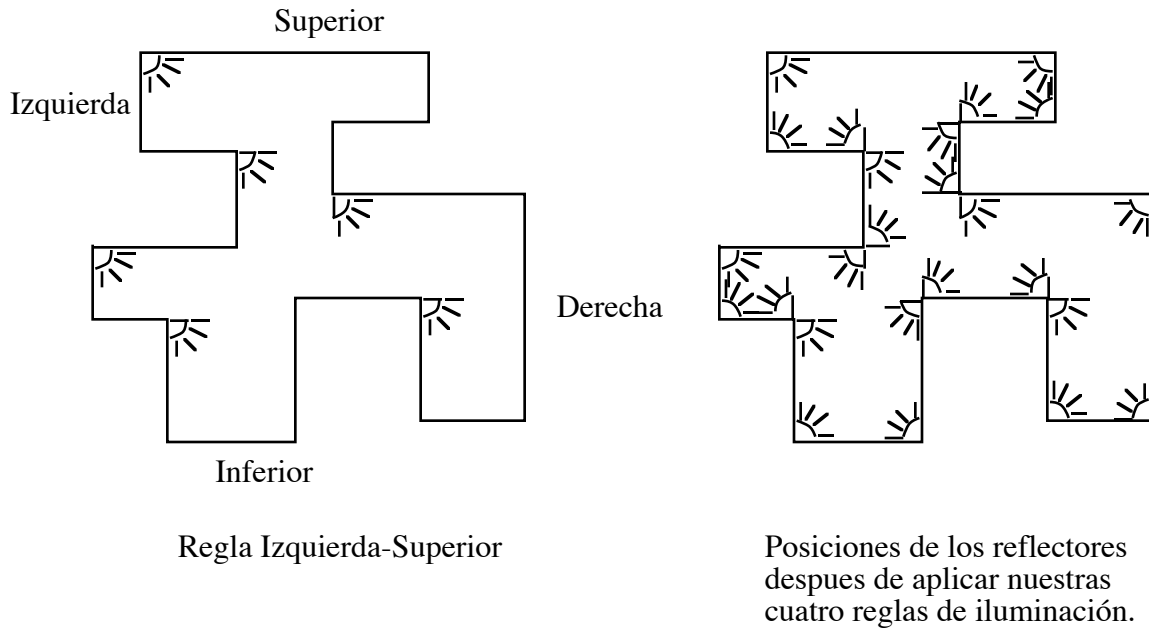 Superior
Izquierda
Derecha
Inferior
Regla Izquierda-Superior
Posiciones de los reflectores
despues de aplicar nuestras
cuatro reglas de iluminación.